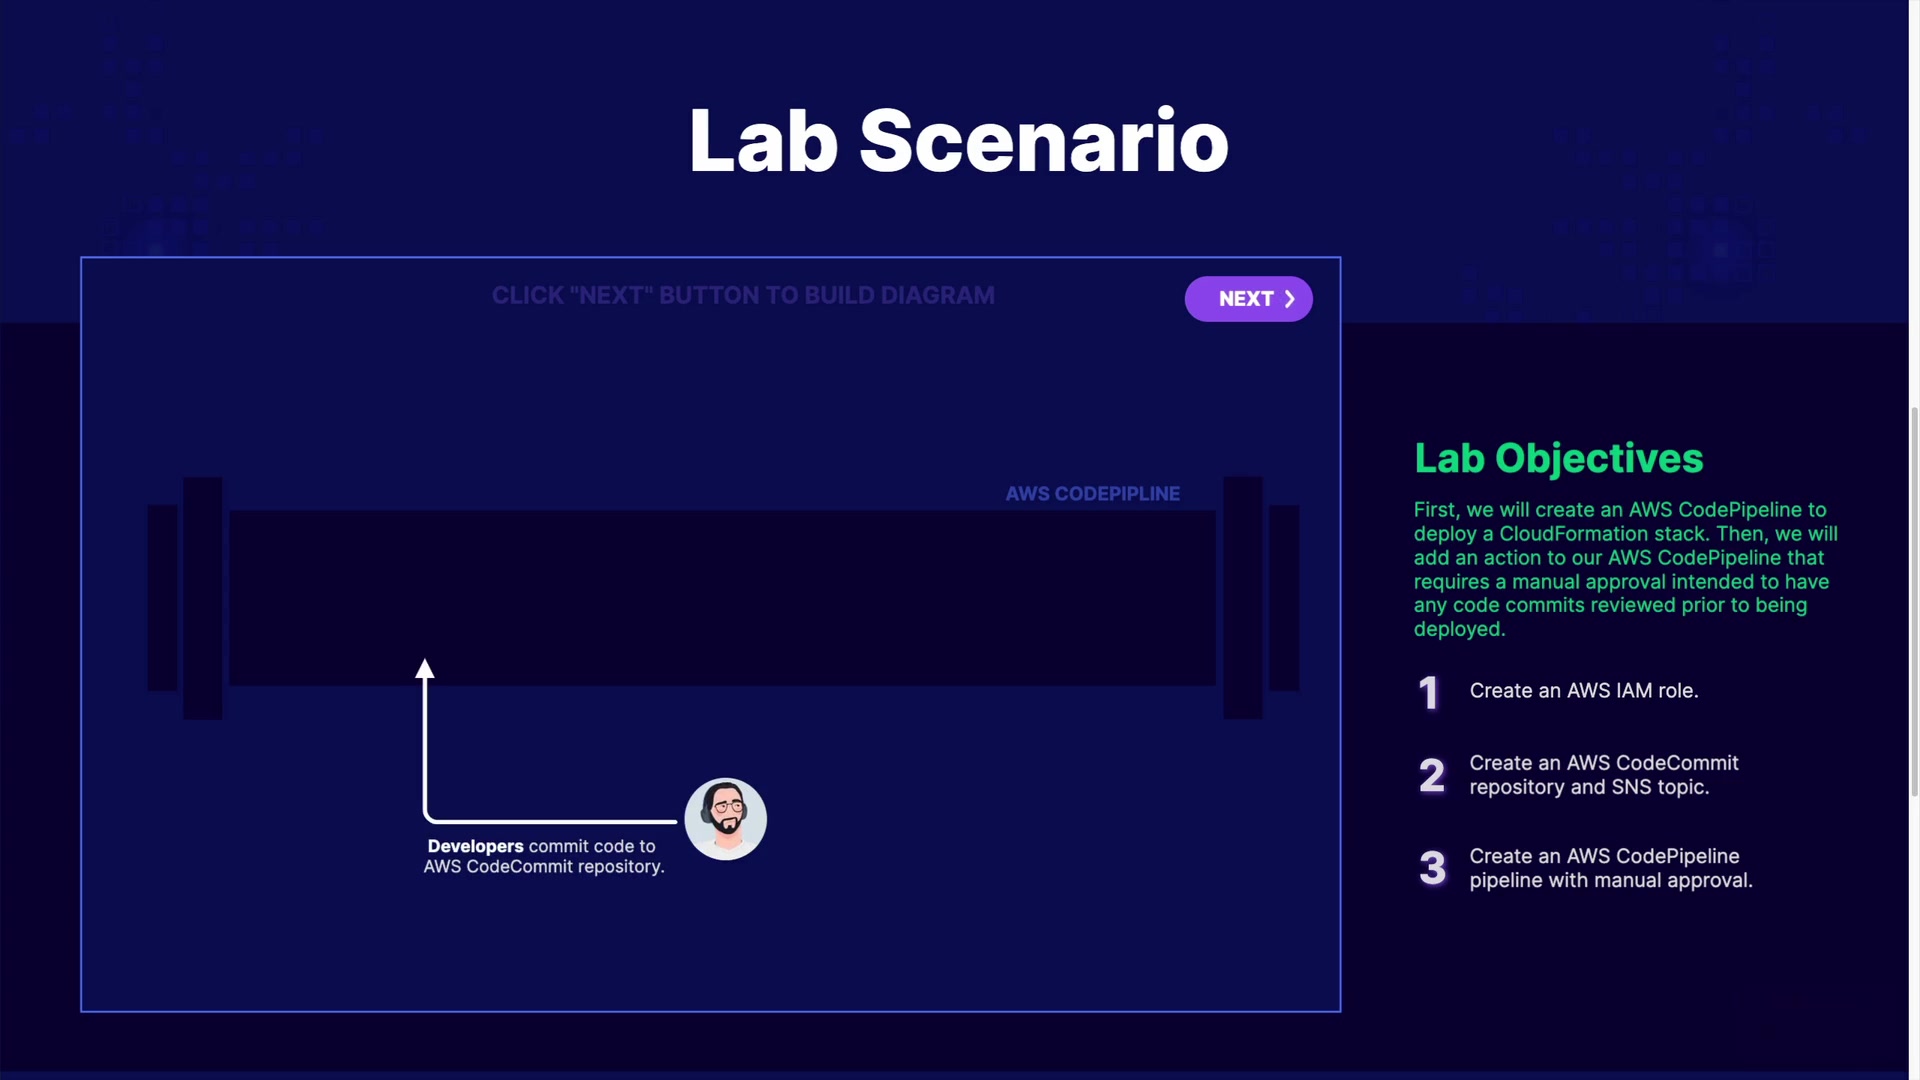 Lab Scenario
CLICK "NEXT" BUTTON TO BUILD DIAGRAM
NEXT
AWS CODEPIPLINE
Developers commit code to
AWS CodeCommit repository.
Lab Objectives
First, we will create an AWS CodePipeline to
deploy a CloudFormation stack. Then, we will
add an action to our AWS CodePipeline that
requires a manual approval intended to have
any code commits reviewed prior to being
deployed.
1
Create an AWS IAM role.
2
Create an AWS CodeCommit
repository and SNS topic.
3
Create an AWS CodePipeline
pipeline with manual approval.